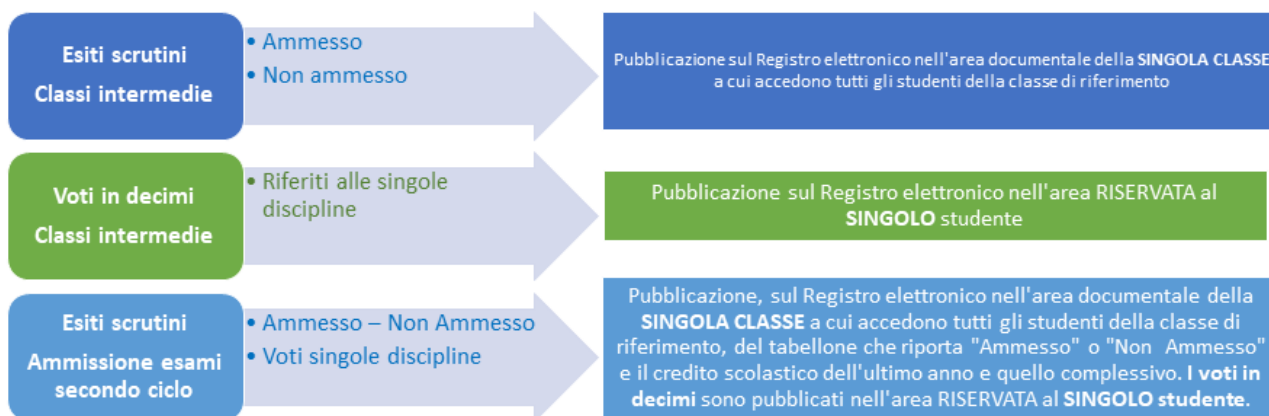 Esiti scrutini
Classi intermedie
• Ammesso
• Non ammesso
Pubblicazione sul Registro elettronico nell'area documentale della SINGOLA CLASSE
a cui accedono tutti gli studenti della classe di riferimento
Voti in decimi
Classi intermedie
• Riferiti alle singole
discipline
Pubblicazione sul Registro elettronico nell'area RISERVATA al
SINGOLO studente
Esiti scrutini
Ammissione esami
secondo ciclo
• Ammesso – Non Ammesso
• Voti singole discipline
Pubblicazione, sul Registro elettronico nell'area documentale della
SINGOLA CLASSE a cui accedono tutti gli studenti della classe di
riferimento, del tabellone che riporta "Ammesso" o "Non Ammesso"
e il credito scolastico dell'ultimo anno e quello complessivo. I voti in
decimi sono pubblicati nell'area RISERVATA al SINGOLO studente.